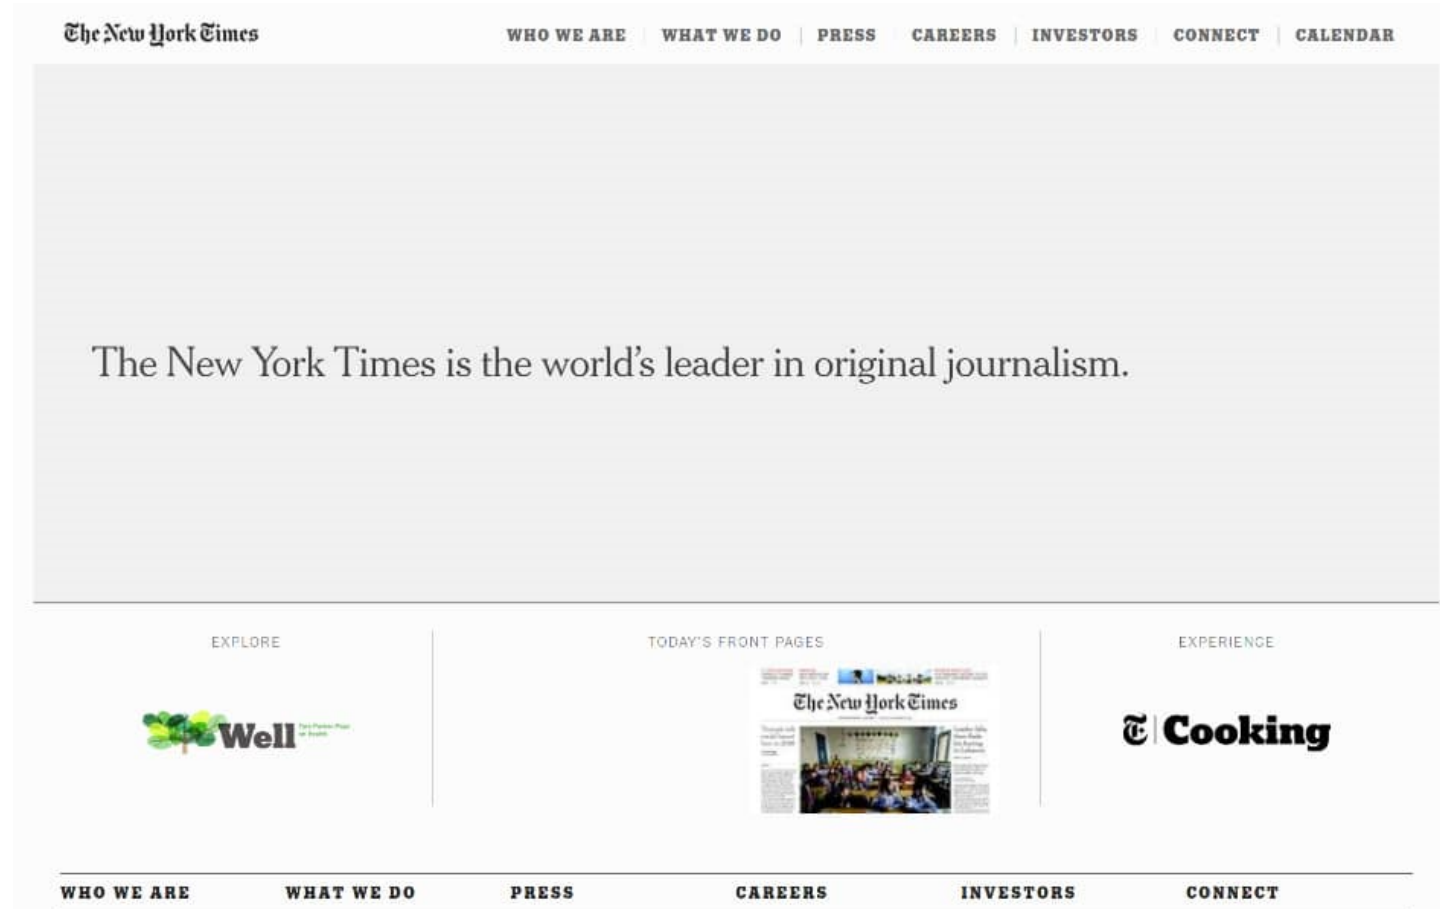 The New York Times
WHO WE ARE
WHAT WE DO
PRESS
CAREERS
INVESTORS
CONNECT
CALENDAR
The New York Times is the world’s leader in original journalism.
EXPLORE
Well
TODAY'S FRONT PAGES
The New York Times
EXPERIENCE
T Cooking
WHO WE ARE
WHAT WE DO
PRESS
CAREERS
INVESTORS
CONNECT